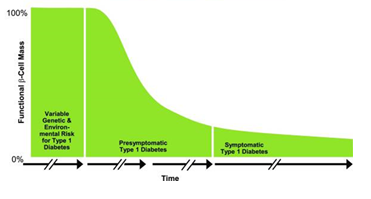 100%
Functional β-Cell Mass
Variable
Genetic &
Environ-
mental Risk
for Type 1
Diabetes
Presymptomatic
Type 1 Diabetes
Symptomatic
Type 1 Diabetes
0%
Time